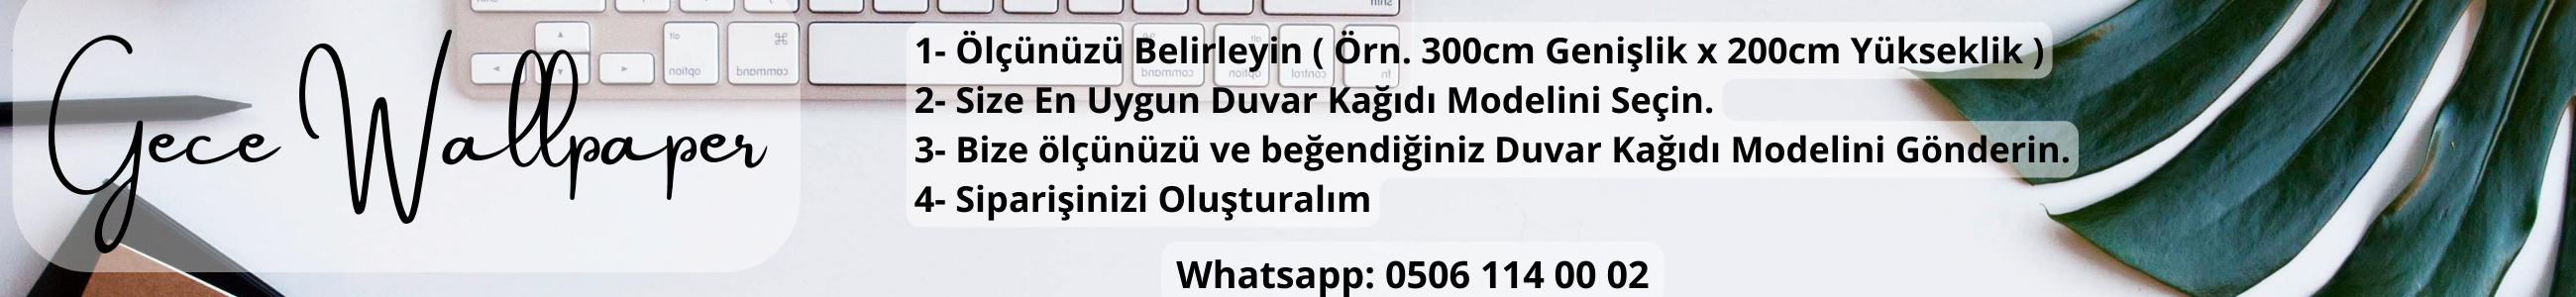 Gece Wallpaper
1- Ölçünüzü Belirleyin ( Örn. 300cm Genişlik x 200cm Yükseklik )
2- Size En Uygun Duvar Kağıdı Modelini Seçin.
3- Bize ölçünüzü ve beğendiğiniz Duvar Kağıdı Modelini Gönderin.
4- Siparişinizi Oluşturalım
Whatsapp: 0506 114 00 02